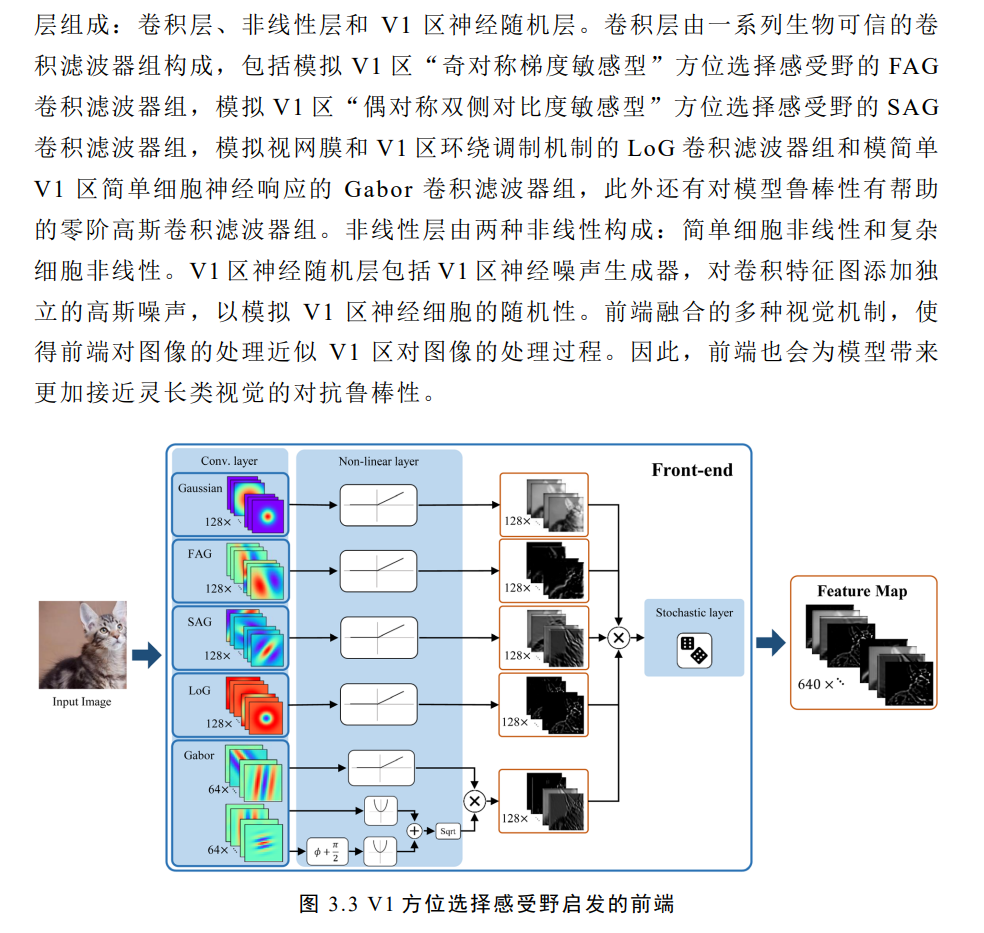 层组成：卷积层、非线性层和 V1 区神经随机层。卷积层由一系列生物可信的卷
积滤波器组构成，包括模拟 V1 区“奇对称梯度敏感型”方位选择感受野的 FAG
卷积滤波器组，模拟 V1 区“偶对称双侧对比度敏感型”方位选择感受野的 SAG
卷积滤波器组，模拟视网膜和 V1 区环绕调制机制的 LoG 卷积滤波器组和模简单
V1 区简单细胞神经响应的 Gabor 卷积滤波器组，此外还有对模型鲁棒性有帮助
的零阶高斯卷积滤波器组。非线性层由两种非线性构成：简单细胞非线性和复杂
细胞非线性。V1 区神经随机层包括 V1 区神经噪声生成器，对卷积特征图添加独
立的高斯噪声，以模拟 V1 区神经细胞的随机性。前端融合的多种视觉机制，使
得前端对图像的处理近似 V1 区对图像的处理过程。因此，前端也会为模型带来
更加接近灵长类视觉的对抗鲁棒性。
Conv. layer
Non-linear layer
Front-end
Gaussian
128×
128×
FAG
128×
128×
SAG
128×
128×
LoG
128×
128×
Gabor
64×
64×
ϕ + π/2
Sqrt
128×
Stochastic layer
Input Image
Feature Map
640 ×
图 3.3 V1 方位选择感受野启发的前端